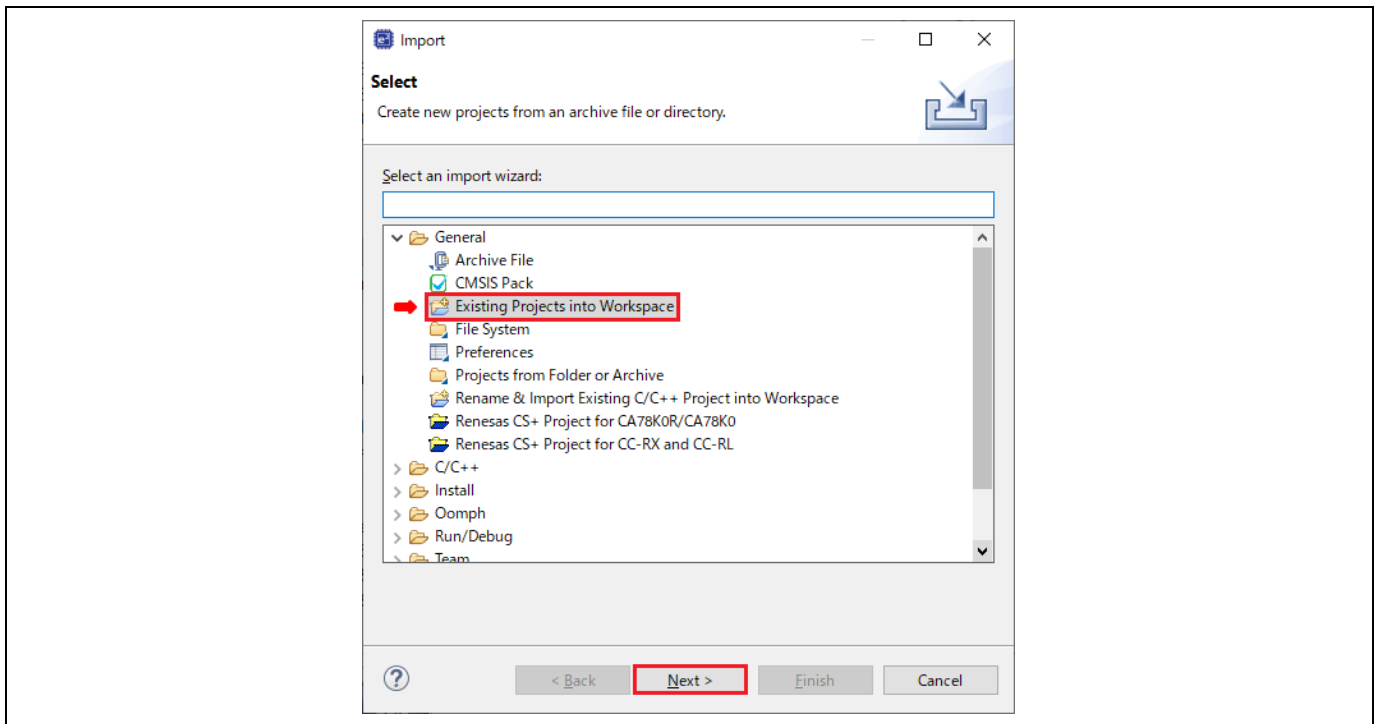 Import
Select
Create new projects from an archive file or directory.
Select an import wizard:
General
Archive File
CMSIS Pack
Existing Projects into Workspace
File System
Preferences
Projects from Folder or Archive
Rename & Import Existing C/C++ Project into Workspace
Renesas CS+ Project for CA78K0R/CA78K0
Renesas CS+ Project for CC-RX and CC-RL
C/C++
Install
Oomph
Run/Debug
Team
? < Back Next > Finish Cancel